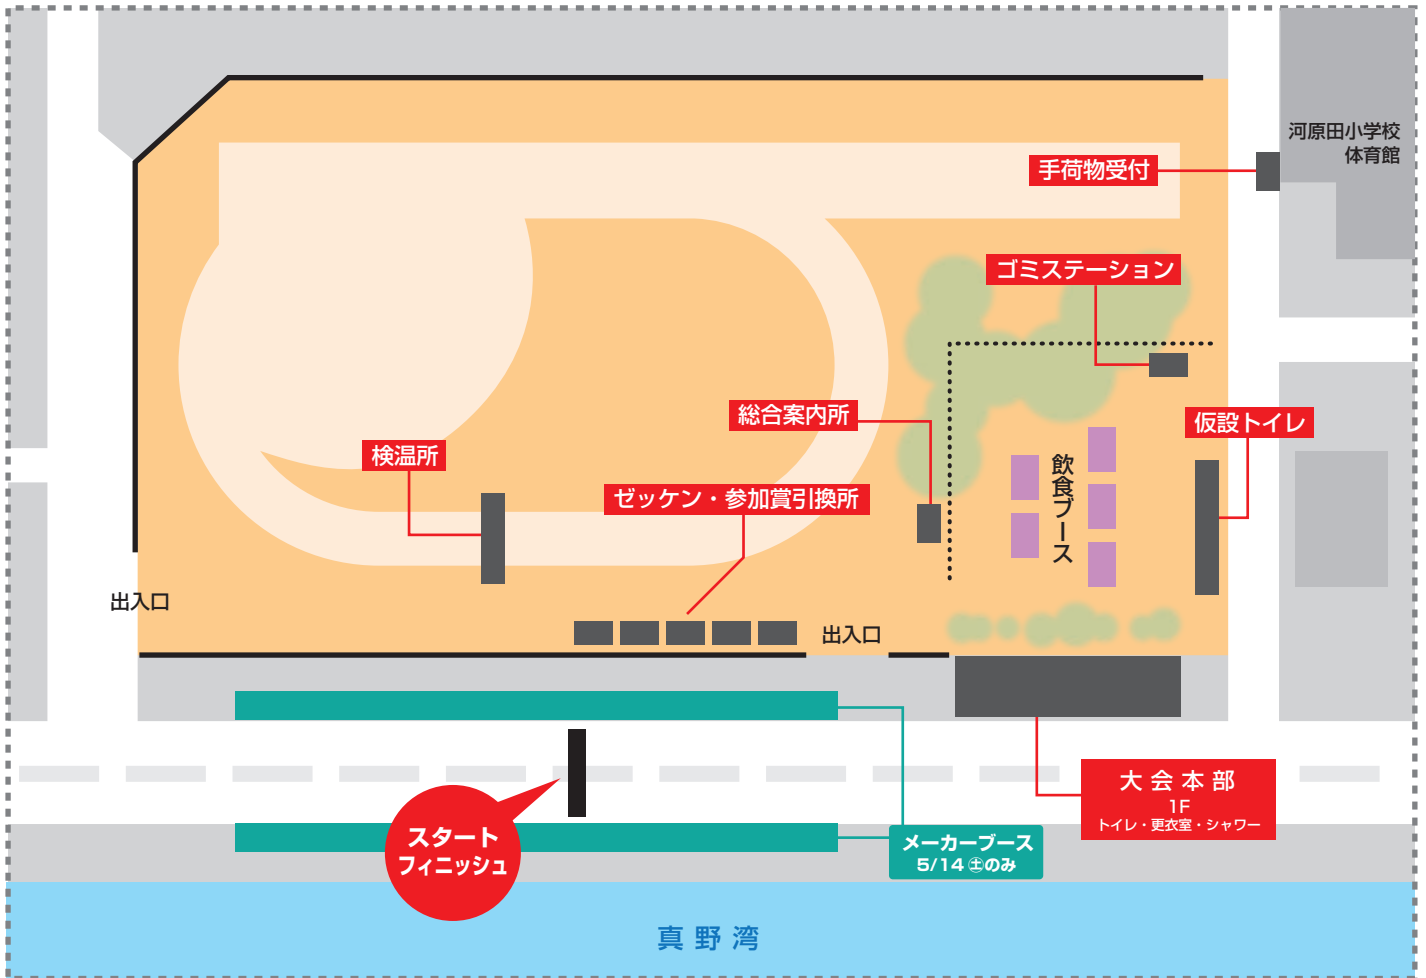 河原田小学校
体育館
手荷物受付
ゴミステーション
総合案内所
仮設トイレ
検温所
飲食ブース
ゼッケン・参加賞引換所
出入口
出入口
大会本部
1F
トイレ・更衣室・シャワー
スタート
フィニッシュ
メーカーブース
5/14㊏のみ
真野湾